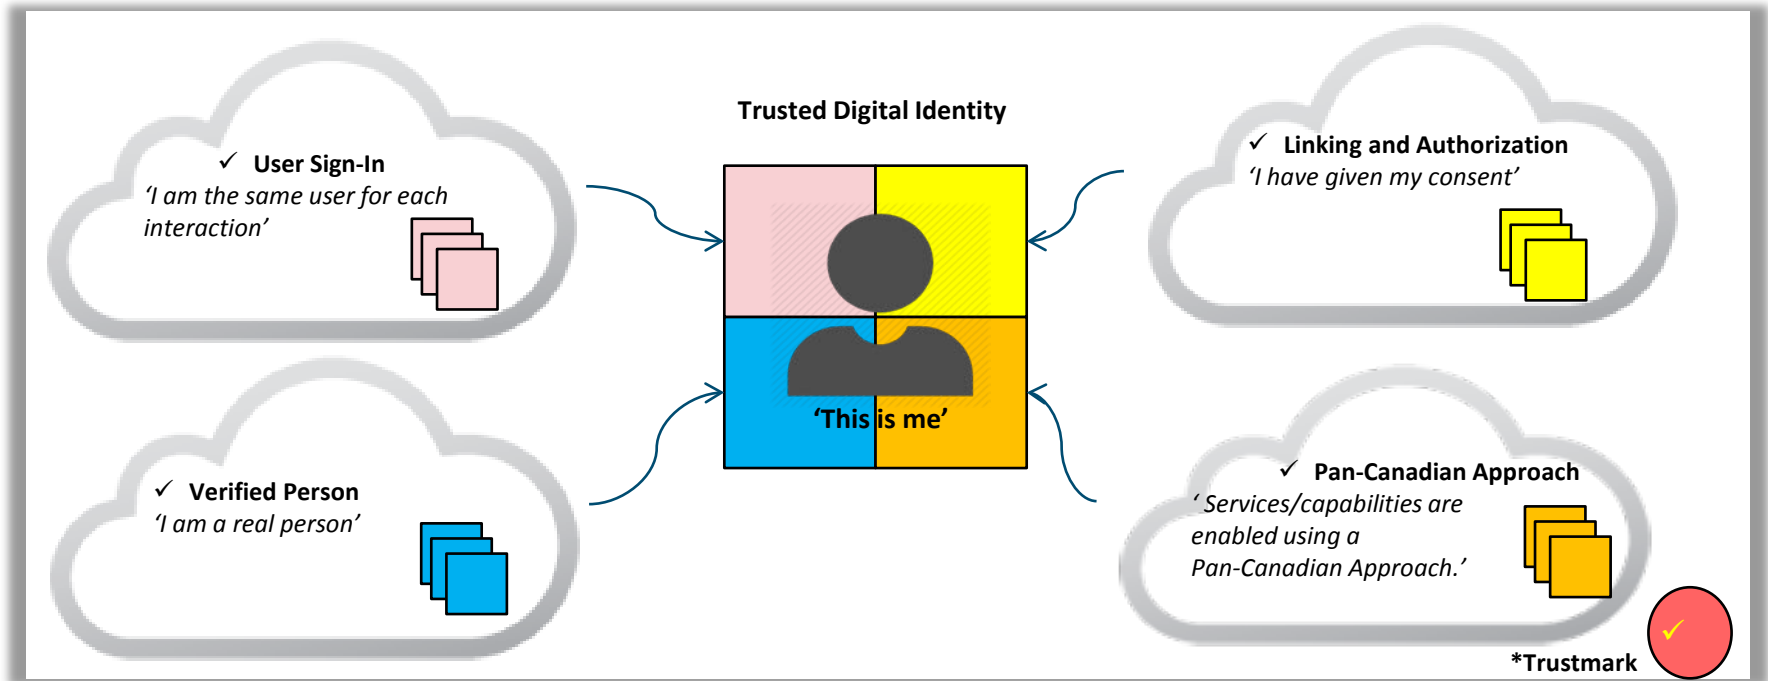 Trusted Digital Identity
✓ User Sign-In
‘I am the same user for each
interaction’
✓ Linking and Authorization
‘I have given my consent’
‘This is me’
✓ Verified Person
‘I am a real person’
✓ Pan-Canadian Approach
‘ Services/capabilities are
enabled using a
Pan-Canadian Approach.’
✓
*Trustmark